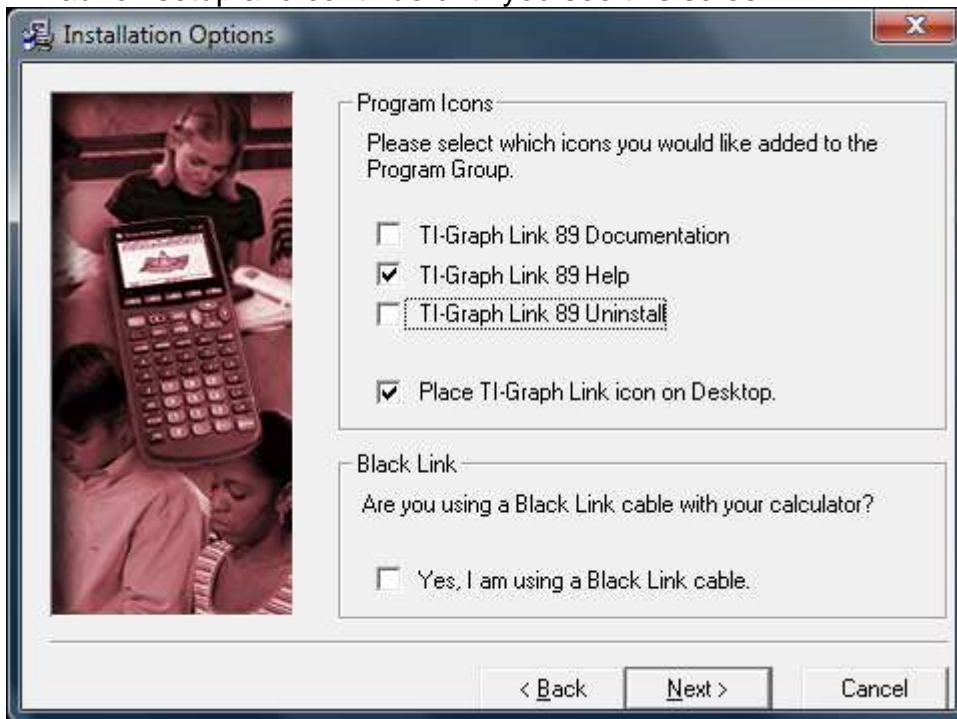 Installation Options
Program Icons
Please select which icons you would like added to the
Program Group.
TI-Graph Link 89 Documentation
TI-Graph Link 89 Help
TI-Graph Link 89 Uninstall
Place TI-Graph Link icon on Desktop.
Black Link
Are you using a Black Link cable with your calculator?
Yes, I am using a Black Link cable.
< Back
Next >
Cancel